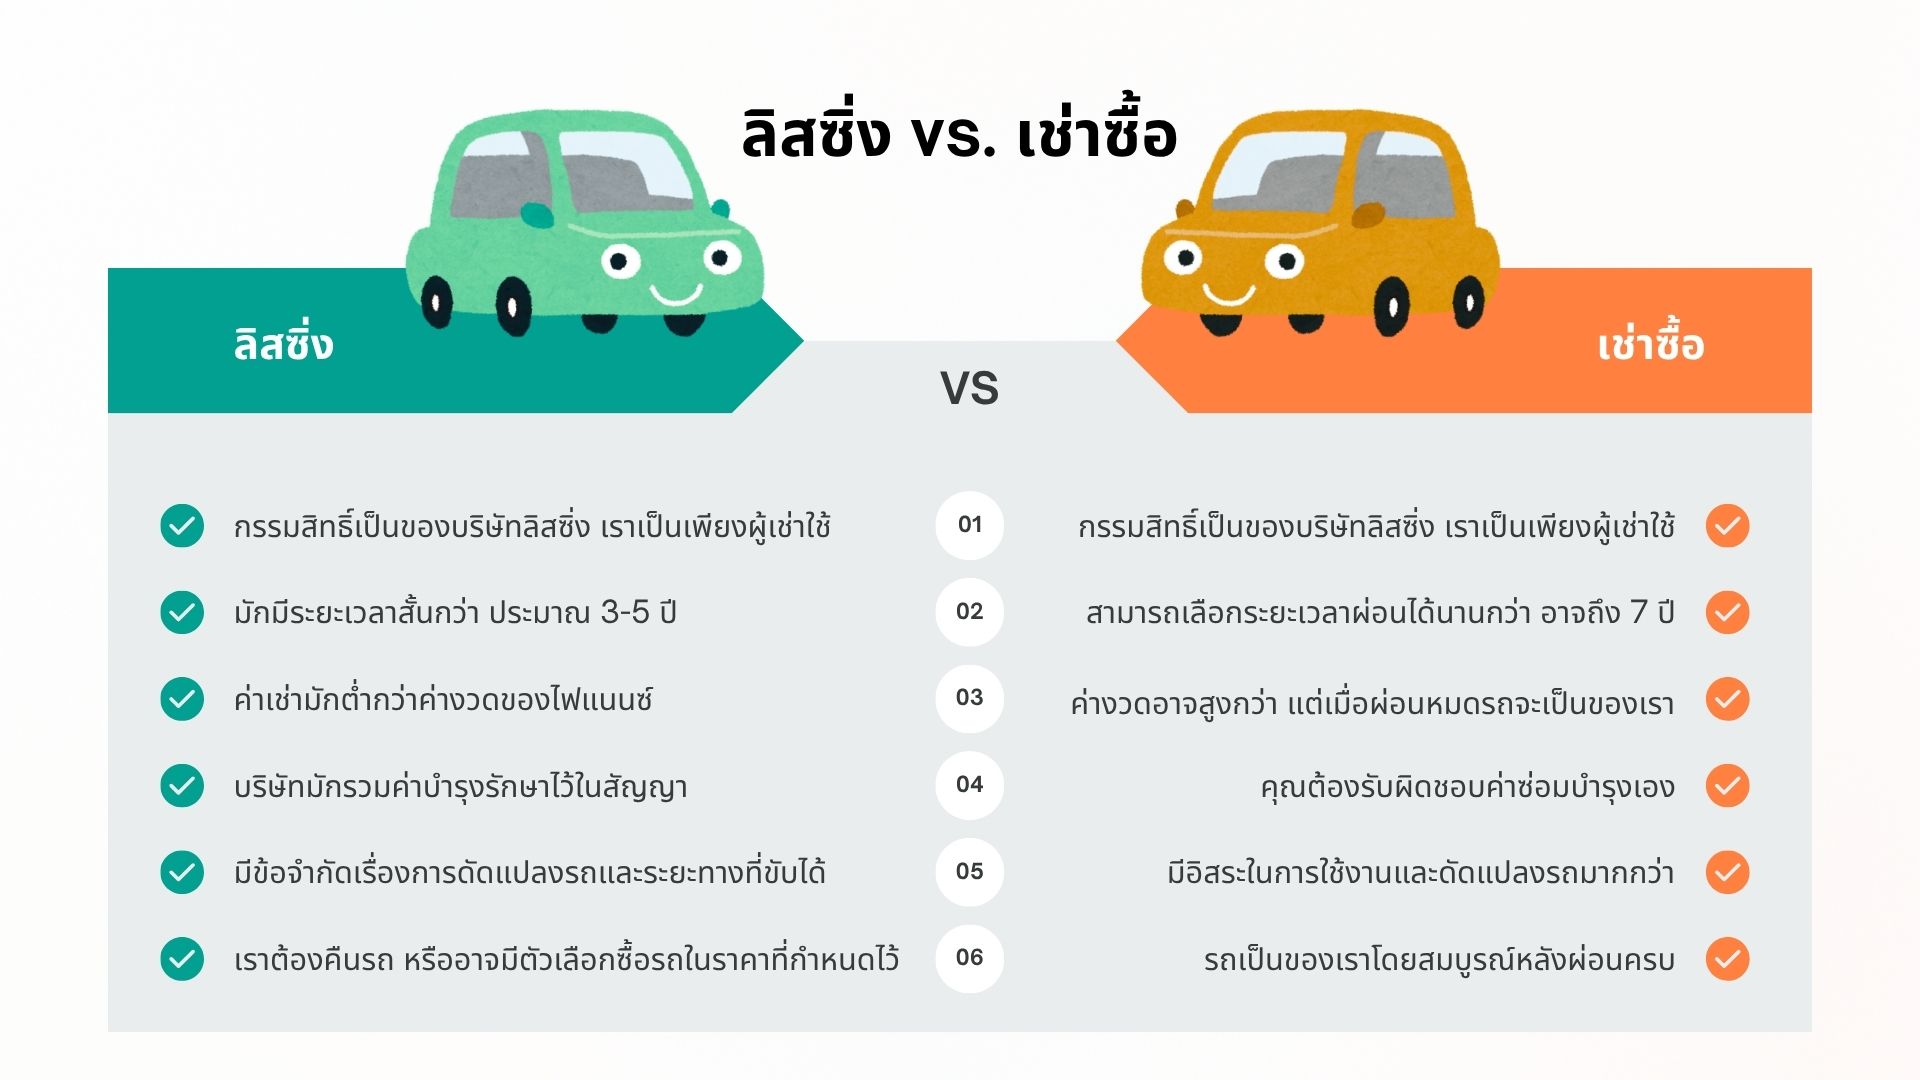 ลิสซิ่ง vs. เช่าซื้อ
ลิสซิ่ง
เช่าซื้อ
VS
กรรมสิทธิ์เป็นของบริษัทลิสซิ่ง เราเป็นเพียงผู้เช่าใช้
01
กรรมสิทธิ์เป็นของบริษัทลิสซิ่ง เราเป็นเพียงผู้เช่าใช้
มักมีระยะเวลาสั้นกว่า ประมาณ 3-5 ปี
02
สามารถเลือกระยะเวลาผ่อนได้นานกว่า อาจถึง 7 ปี
ค่าเช่ามักต่ำกว่าค่างวดของไฟแนนซ์
03
ค่างวดอาจสูงกว่า แต่เมื่อผ่อนหมดรถจะเป็นของเรา
บริษัทมักรวมค่าบำรุงรักษาไว้ในสัญญา
04
คุณต้องรับผิดชอบค่าซ่อมบำรุงเอง
มีข้อจำกัดเรื่องการดัดแปลงรถและระยะทางที่ขับได้
05
มีอิสระในการใช้งานและดัดแปลงรถมากกว่า
เราต้องคืนรถ หรืออาจมีตัวเลือกซื้อรถในราคาที่กำหนดไว้
06
รถเป็นของเราโดยสมบูรณ์หลังผ่อนครบ